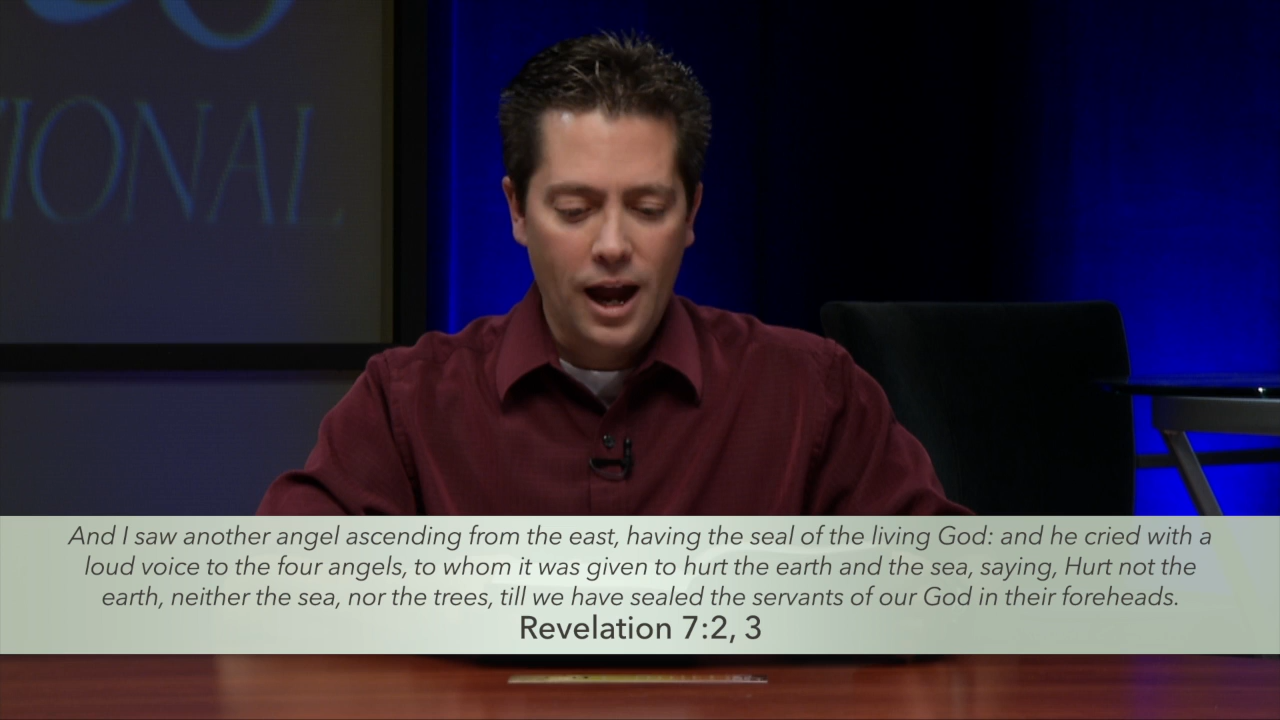 IONAL
And I saw another angel ascending from the east, having the seal of the living God: and he cried with a
loud voice to the four angels, to whom it was given to hurt the earth and the sea, saying, Hurt not the
earth, neither the sea, nor the trees, till we have sealed the servants of our God in their foreheads.
Revelation 7:2, 3